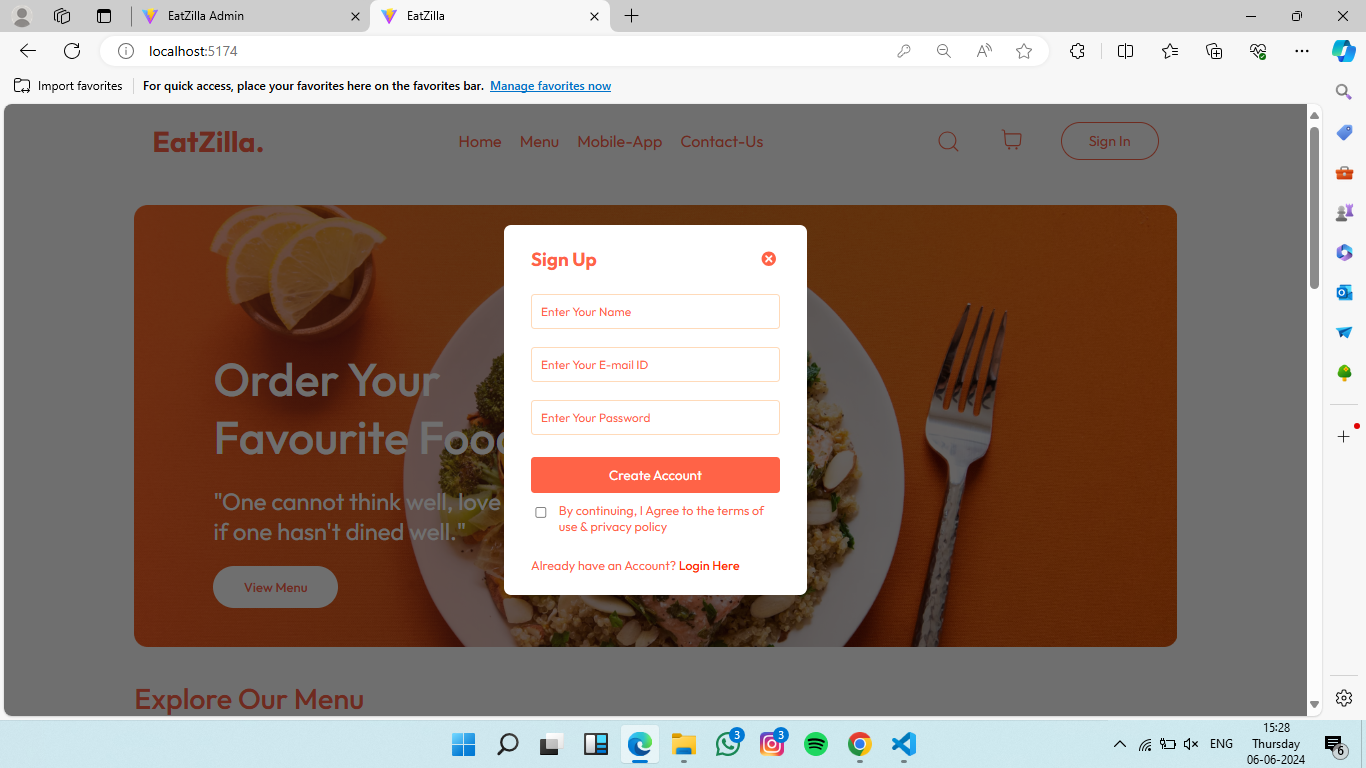 EatZilla Admin
EatZilla
localhost:5174
Import favorites
For quick access, place your favorites here on the favorites bar. Manage favorites now
EatZilla.
Home Menu Mobile-App Contact-Us
Sign In
Sign Up
Enter Your Name
Enter Your E-mail ID
Enter Your Password
Create Account
By continuing, I Agree to the terms of
use & privacy policy
Already have an Account? Login Here
Order Your
Favourite Food
"One cannot think well, love
if one hasn't dined well."
View Menu
Explore Our Menu
3
3
ENG
15:28
Thursday
06-06-2024
6